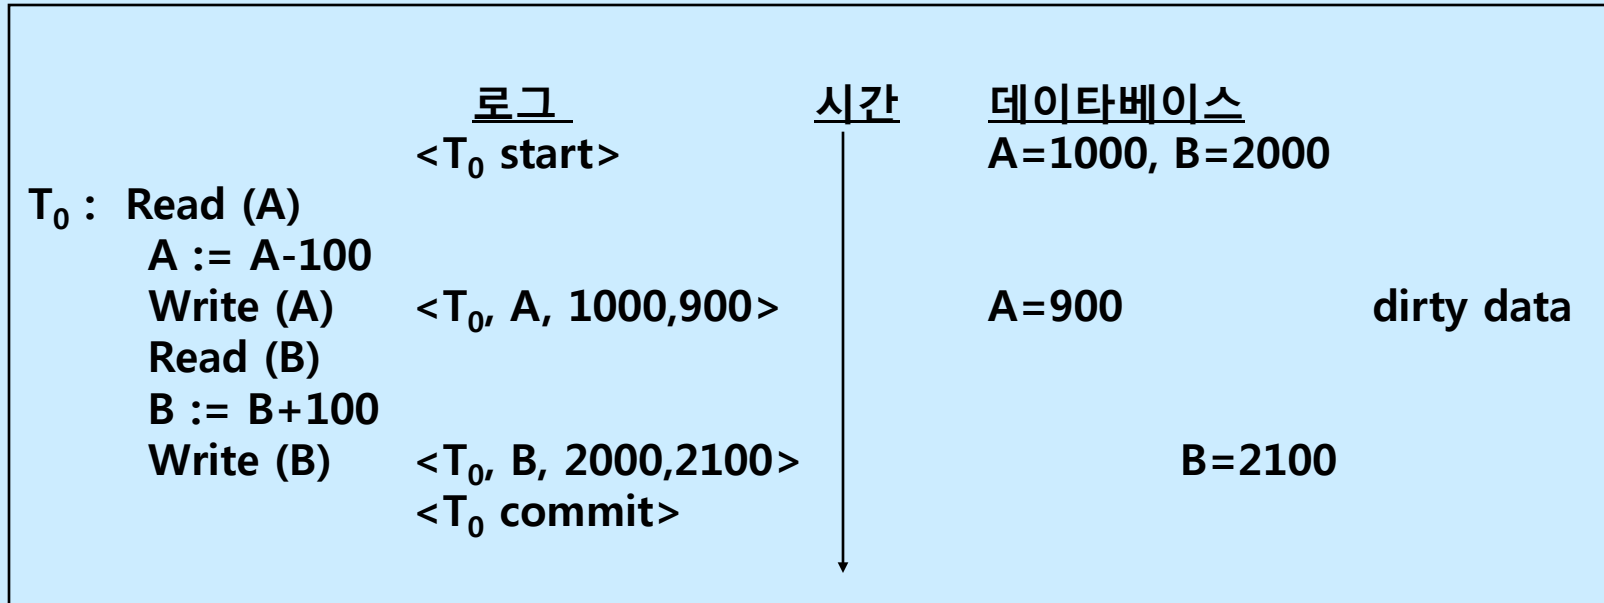 로그 시간 데이타베이스
<T₀ start> A=1000, B=2000
T₀ : Read (A)
A := A-100
Write (A) <T₀, A, 1000,900> A=900 dirty data
Read (B)
B := B+100
Write (B) <T₀, B, 2000,2100> B=2100
<T₀ commit>